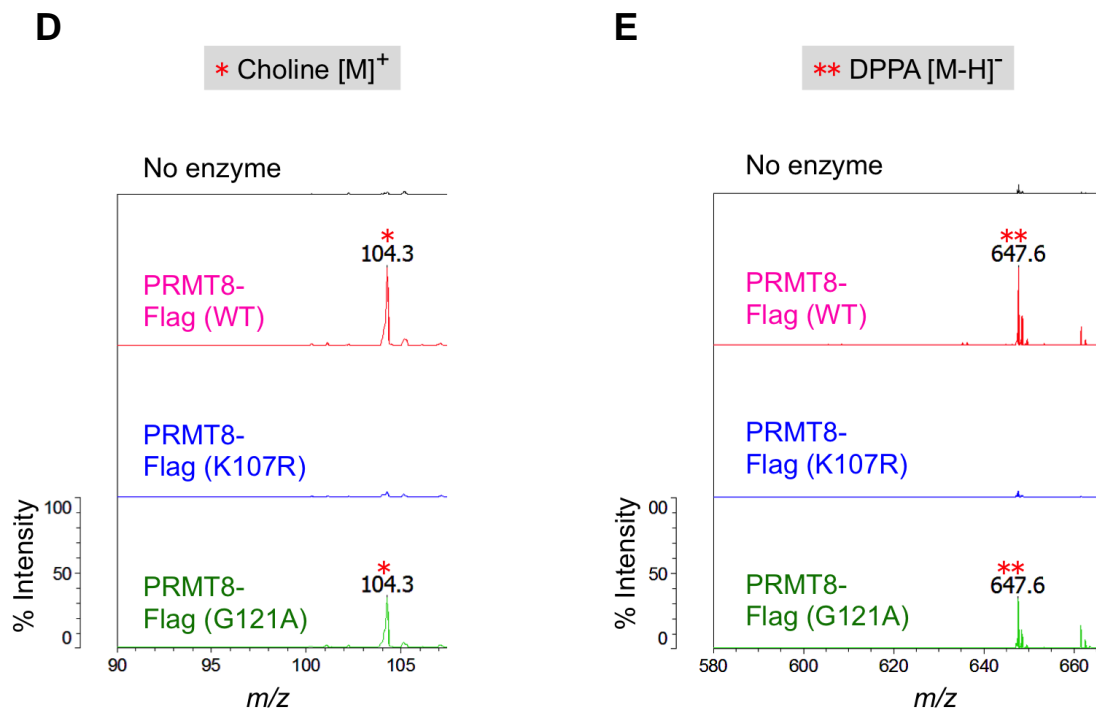 D
* Choline [M]+
No enzyme
* 
104.3
PRMT8-
Flag (WT)
PRMT8-
Flag (K107R)
100
50
0
% Intensity
*
104.3
PRMT8-
Flag (G121A)
90 95 100 105
m/z
E
** DPPA [M-H]-
No enzyme
**
647.6
PRMT8-
Flag (WT)
PRMT8-
Flag (K107R)
00
50
0
% Intensity
**
647.6
PRMT8-
Flag (G121A)
580 600 620 640 660
m/z